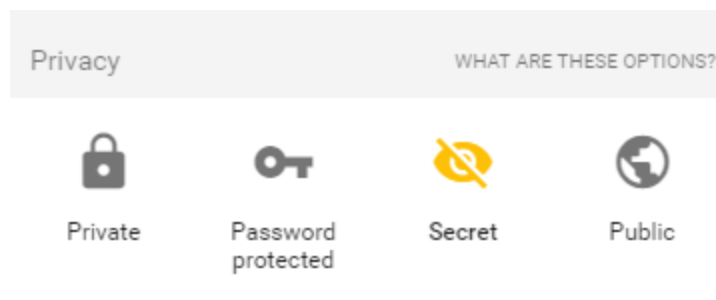 Privacy
WHAT ARE THESE OPTIONS?
Private
Password
protected
Secret
Public